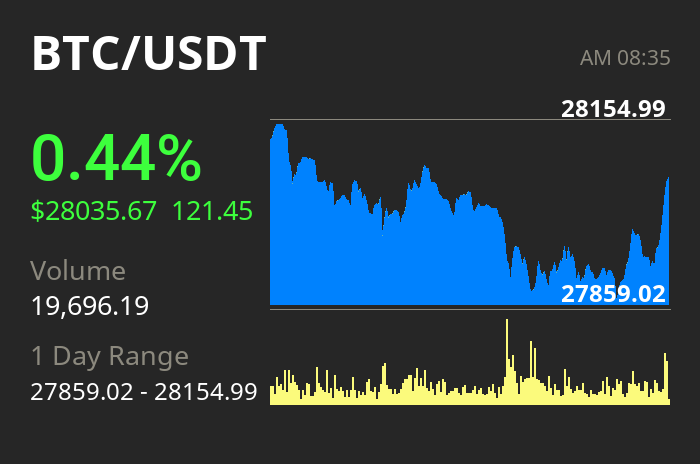 BTC/USDT
AM 08:35
28154.99
0.44%
$28035.67 121.45
Volume
19,696.19
27859.02
1 Day Range
27859.02 - 28154.99